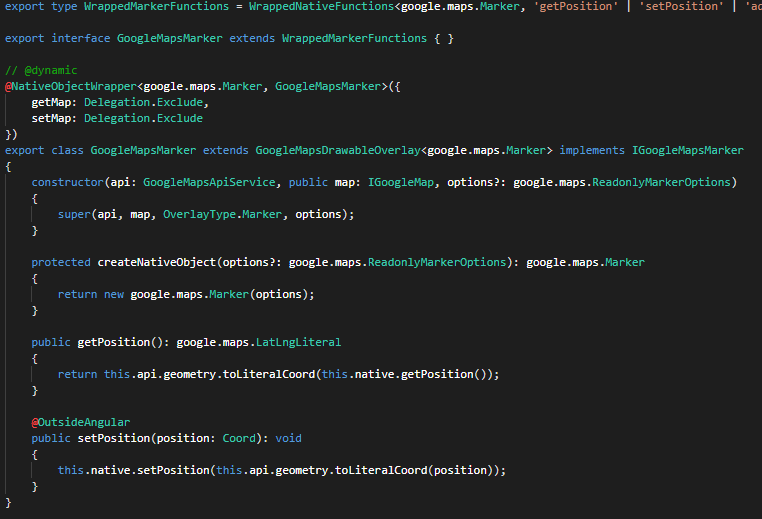 export type WrappedMarkerFunctions = WrappedNativeFunctions<google.maps.Marker, 'getPosition' | 'setPosition' |
export interface GoogleMapsMarker extends WrappedMarkerFunctions { }
// @dynamic
@NativeObjectWrapper<google.maps.Marker, GoogleMapsMarker>({
getMap: Delegation.Exclude,
setMap: Delegation.Exclude
})
export class GoogleMapsMarker extends GoogleMapsDrawableOverlay<google.maps.Marker> implements IGoogleMapsMarker
{
constructor(api: GoogleMapsApiService, public map: IGoogleMap, options?: google.maps.ReadonlyMarkerOptions)
{
super(api, map, OverlayType.Marker, options);
}
protected createNativeObject(options?: google.maps.ReadonlyMarkerOptions): google.maps.Marker
{
return new google.maps.Marker(options);
}
public getPosition(): google.maps.LatLngLiteral
{
return this.api.geometry.toLiteralCoord(this.native.getPosition());
}
@OutsideAngular
public setPosition(position: Coord): void
{
this.native.setPosition(this.api.geometry.toLiteralCoord(position));
}
}